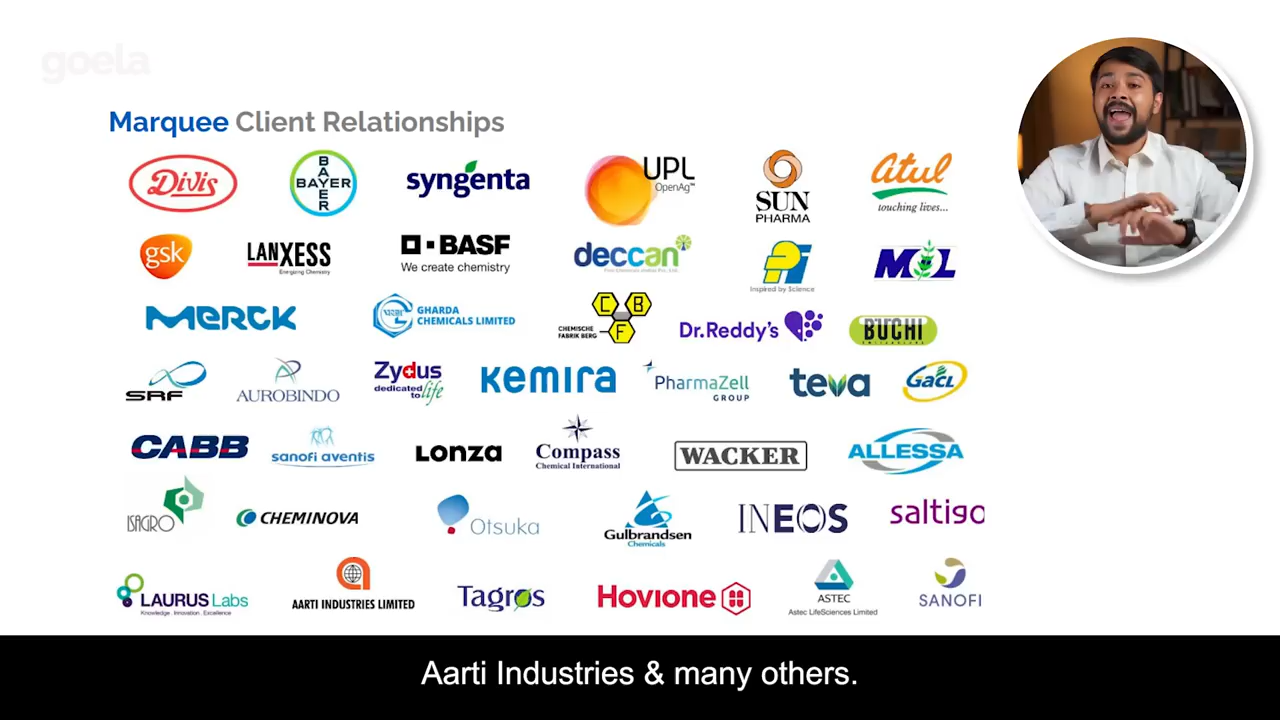 goela
Marquee Client Relationships
Divis
BAYER
BAYER
syngenta
UPL
OpenAg™
SUN
PHARMA
atul
touching lives...
gsk
LANXESS
Energizing Chemistry
BASF
We create chemistry
deccan
Inspired by Science
MOL
MERCK
GHARDA
CHEMICALS LIMITED
C B
F
CHEMISCHE
FABRIK BERG
Dr.Reddy's
BUCHI
SRF
AUROBINDO
Zydus
dedicated
to life
kemira
PharmaZell
GROUP
teva
GACL
CABB
sanofi aventis
Lonza
Compass
Chemical International
WACKER
ALLESSA
ISAGRO
CHEMINOVA
Otsuka
Gulbrandsen
Chemicals
INEOS
saltigo
LAURUS Labs
Knowledge . Innovation . Excellence
AARTI INDUSTRIES LIMITED
Tagros
Hovione
ASTEC
Astec LifeSciences Limited
SANOFI
Aarti Industries & many others.